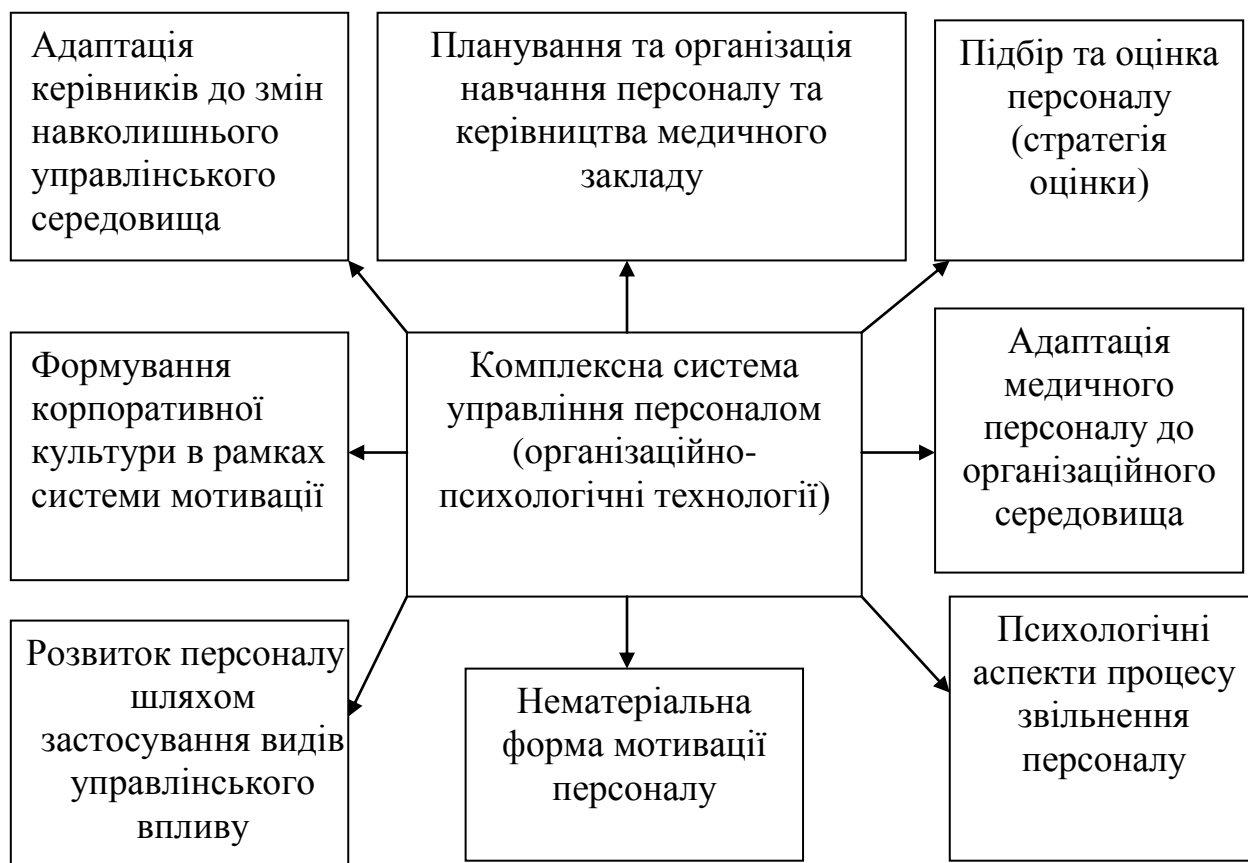 Адаптація
керівників до змін
навколишнього
управлінського
середовища
Планування та організація
навчання персоналу та
керівництва медичного
закладу
Підбір та оцінка
персоналу
(стратегія
оцінки)
Формування
корпоративної
культури в рамках
системи мотивації
Комплексна система
управління персоналом
(організаційно-
психологічні технології)
Адаптація
медичного
персоналу до
організаційного
середовища
Розвиток персоналу
шляхом
застосування видів
управлінського
впливу
Нематеріальна
форма мотивації
персоналу
Психологічні
аспекти процесу
звільнення
персоналу